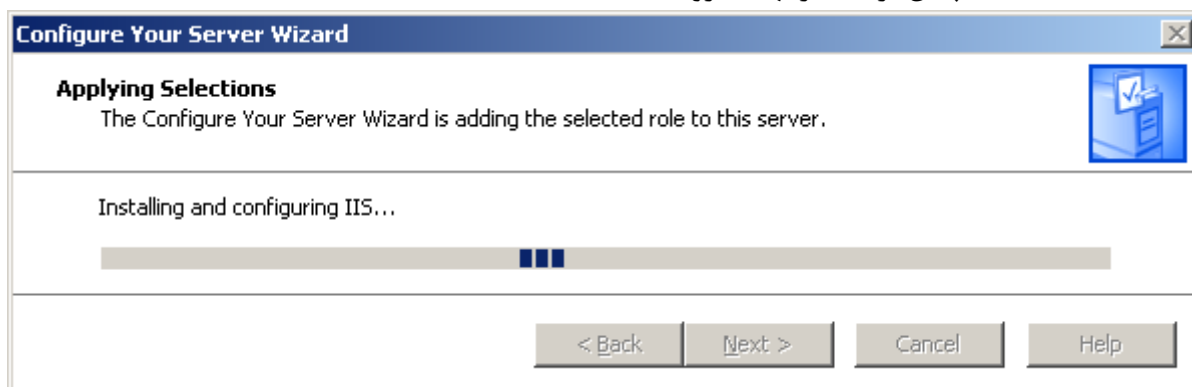 Configure Your Server Wizard
Applying Selections
The Configure Your Server Wizard is adding the selected role to this server.
Installing and configuring IIS...
< Back Next > Cancel Help